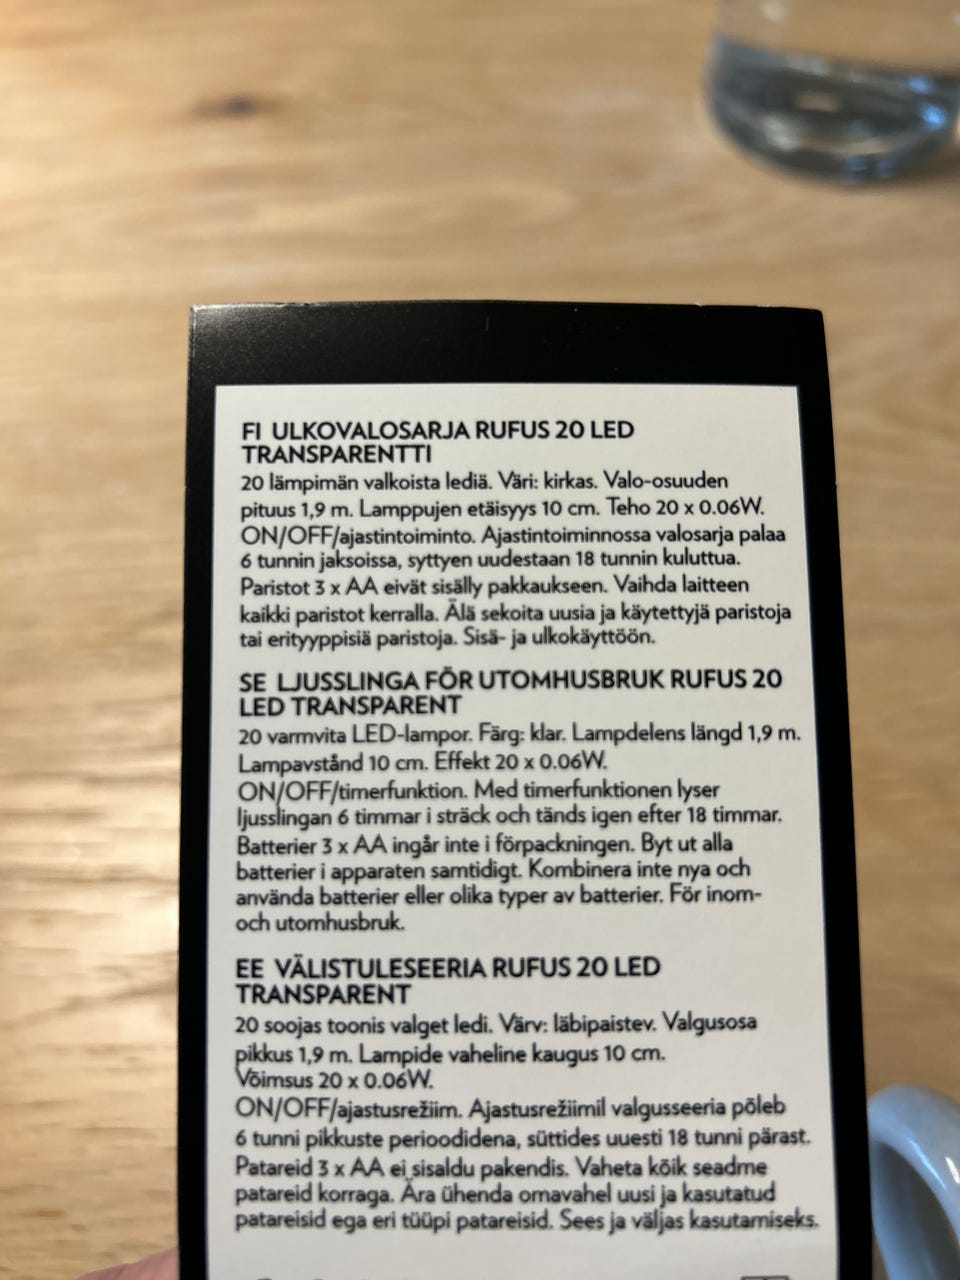 FI ULKOVALOSARJA RUFUS 20 LED
TRANSPARENTTI
20 lämpimän valkoista lediä. Väri: kirkas. Valo-osuuden
pituus 1,9 m. Lamppujen etäisyys 10 cm. Teho 20 x 0.06W.
ON/OFF/ajastintoiminto. Ajastintoiminnossa valosarja palaa
6 tunnin jaksoissa, syttyen uudestaan 18 tunnin kuluttua.
Paristot 3 x AA eivät sisälly pakkaukseen. Vaihda laitteen
kaikki paristot kerralla. Älä sekoita uusia ja käytettyjä paristoja
tai erityyppisiä paristoja. Sisä- ja ulkokäyttöön.
SE LJUSSLINGA FÖR UTOMHUSBRUK RUFUS 20
LED TRANSPARENT
20 varmvita LED-lampor. Färg: klar. Lampdelens längd 1,9 m.
Lampavstånd 10 cm. Effekt 20 x 0.06W.
ON/OFF/timerfunktion. Med timerfunktionen lyser
ljusslingan 6 timmar i sträck och tänds igen efter 18 timmar.
Batterier 3 x AA ingår inte i förpackningen. Byt ut alla
batterier i apparaten samtidigt. Kombinera inte nya och
använda batterier eller olika typer av batterier. För inom-
och utomhusbruk.
EE VÄLISTULESEERIA RUFUS 20 LED
TRANSPARENT
20 soojas toonis valget ledi. Värv: läbipaistev. Valgusosa
pikkus 1,9 m. Lampide vaheline kaugus 10 cm.
Võimsus 20 x 0.06W.
ON/OFF/ajastusrežiim. Ajastusrežiimil valgusseeria põleb
6 tunni pikkuste perioodidena, süttides uuesti 18 tunni pärast.
Patareid 3 x AA ei sisaldu pakendis. Vaheta kõik seadme
patareid korraga. Ära ühenda omavahel uusi ja kasutatud
patareisid ega eri tüüpi patareisid. Sees ja väljas kasutamiseks.